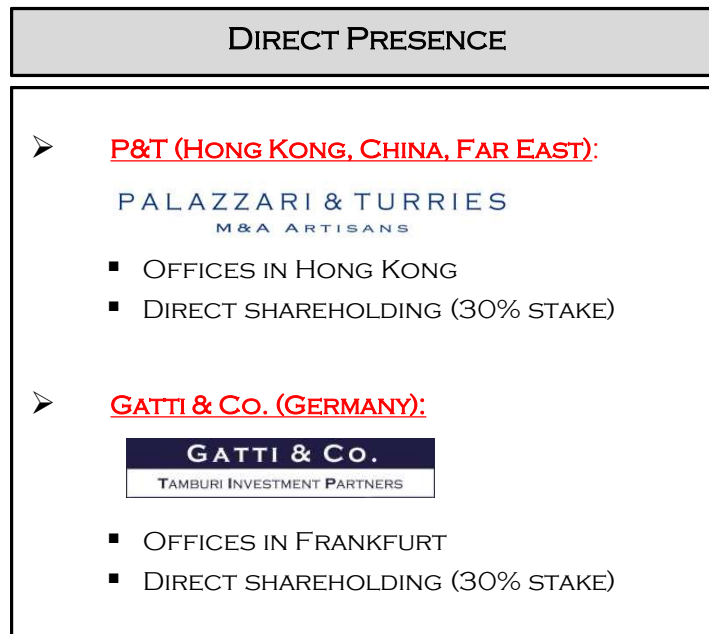 DIRECT PRESENCE
➢ P&T (HONG KONG, CHINA, FAR EAST):
PALAZZARI & TURRIES
M&A ARTISANS
▪ OFFICES IN HONG KONG
▪ DIRECT SHAREHOLDING (30% STAKE)
➢ GATTI & CO. (GERMANY):
GATTI & CO.
TAMBURI INVESTMENT PARTNERS
▪ OFFICES IN FRANKFURT
▪ DIRECT SHAREHOLDING (30% STAKE)